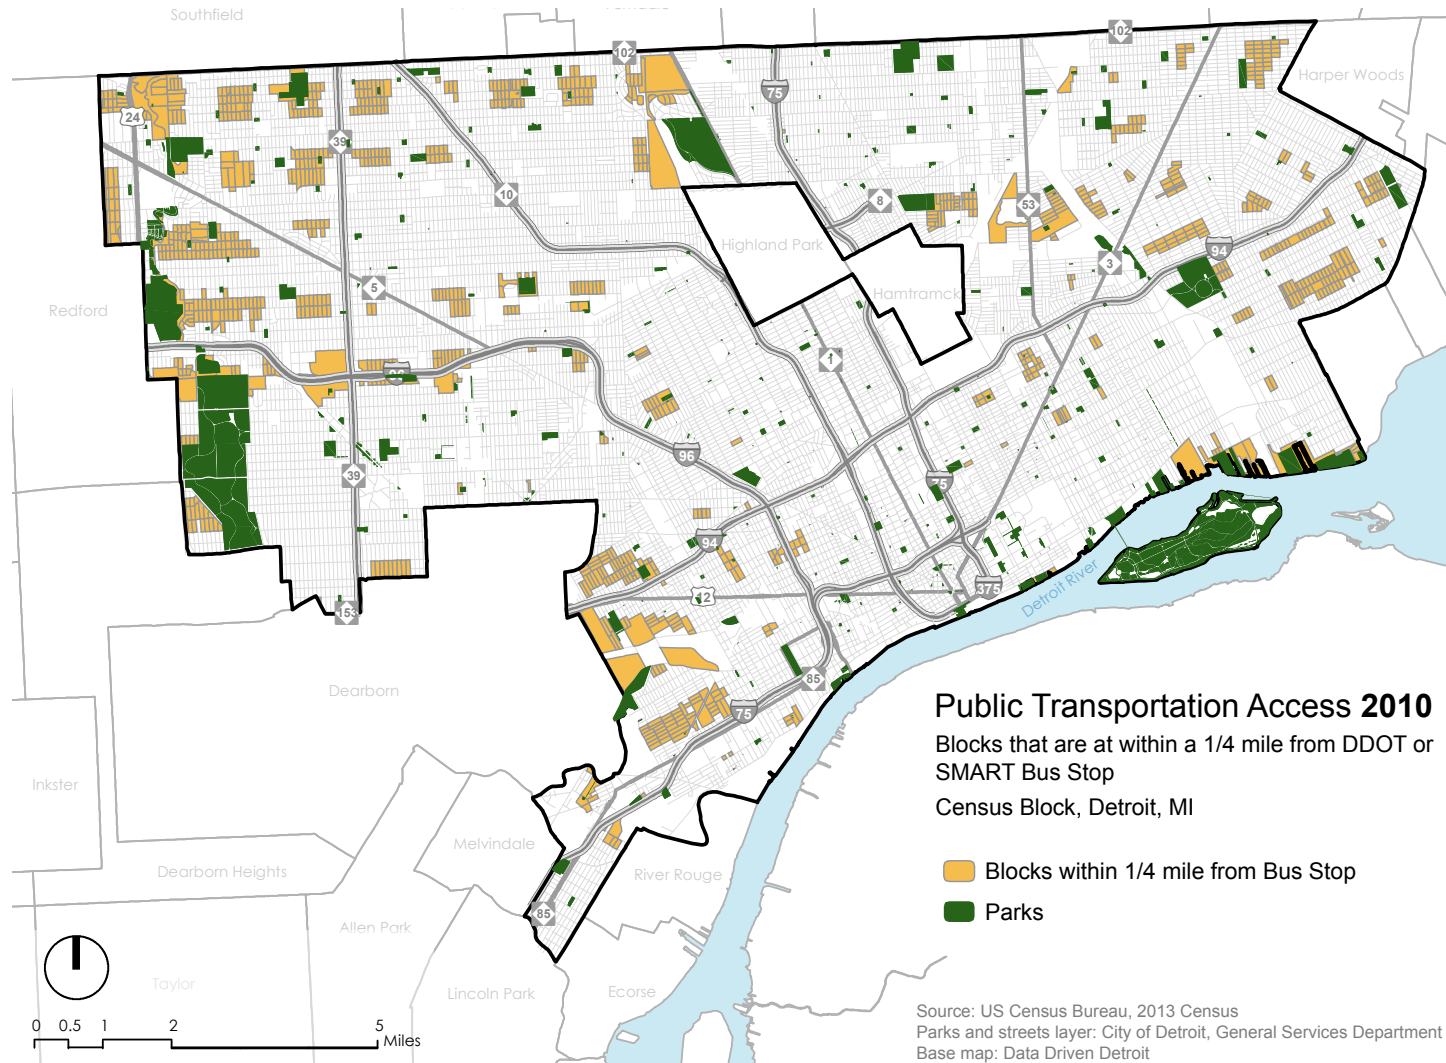 Southfield
102
102
Harper Woods
75
24
39
10
8
53
Highland Park
3
94
5
Hamtramck
Redford
1
96
39
75
94
12
375
Detroit River
153
85
Dearborn
75
Public Transportation Access 2010
Blocks that are at within a 1/4 mile from DDOT or
SMART Bus Stop
Inkster
Census Block, Detroit, MI
Melvindale
Dearborn Heights
River Rouge
Blocks within 1/4 mile from Bus Stop
85
Parks
Allen Park
Taylor
Lincoln Park
Ecorse
0 0.5 1 2 5
Miles
Source: US Census Bureau, 2013 Census
Parks and streets layer: City of Detroit, General Services Department
Base map: Data Driven Detroit